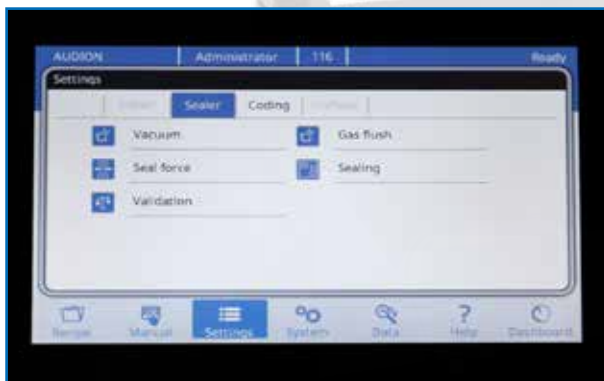 AUDION Administrator 116 Ready
Settings
Sealer Coding
Vacuum Gas flush
Seal force Sealing
Validation
Recipe Manual Settings System Data Help Dashboard